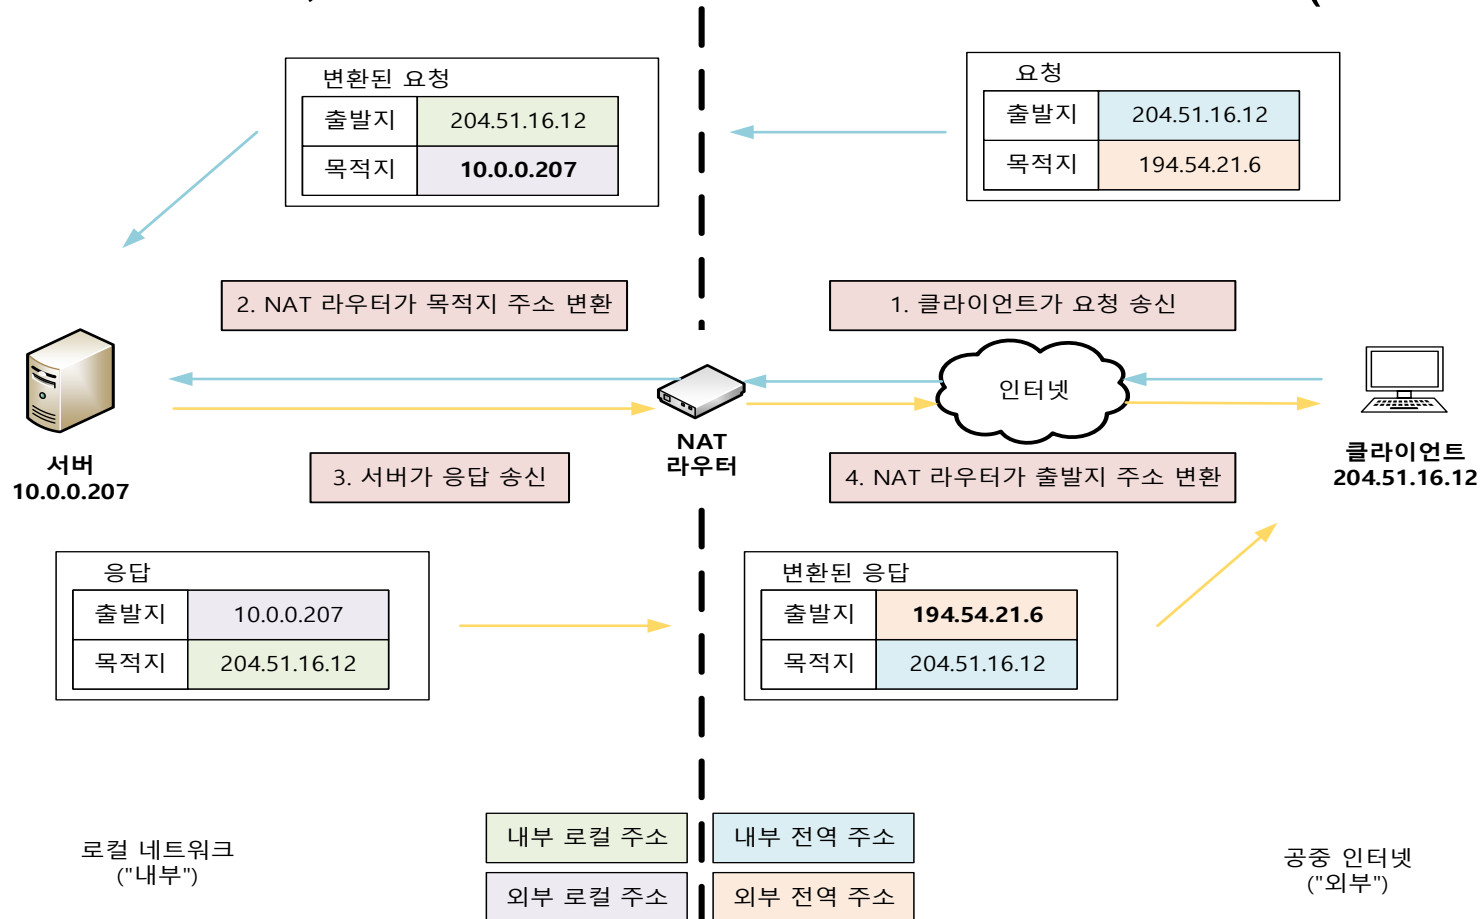 변환된 요청
출발지 204.51.16.12
목적지 10.0.0.207
요청
출발지 204.51.16.12
목적지 194.54.21.6
2. NAT 라우터가 목적지 주소 변환
1. 클라이언트가 요청 송신
인터넷
NAT
라우터
서버
10.0.0.207
클라이언트
204.51.16.12
3. 서버가 응답 송신
4. NAT 라우터가 출발지 주소 변환
응답
출발지 10.0.0.207
목적지 204.51.16.12
변환된 응답
출발지 194.54.21.6
목적지 204.51.16.12
로컬 네트워크
("내부")
내부 로컬 주소
내부 전역 주소
외부 로컬 주소
외부 전역 주소
공중 인터넷
("외부")